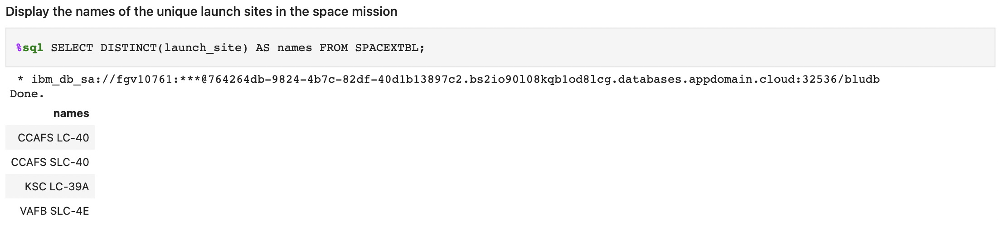 Display the names of the unique launch sites in the space mission
%sql SELECT DISTINCT(launch_site) AS names FROM SPACEXTBL;
* ibm_db_sa://fgv10761:***@764264db-9824-4b7c-82df-40d1b13897c2.bs2io90l08kqb1od8lcg.databases.appdomain.cloud:32536/bludb
Done.
names
CCAFS LC-40
CCAFS SLC-40
KSC LC-39A
VAFB SLC-4E